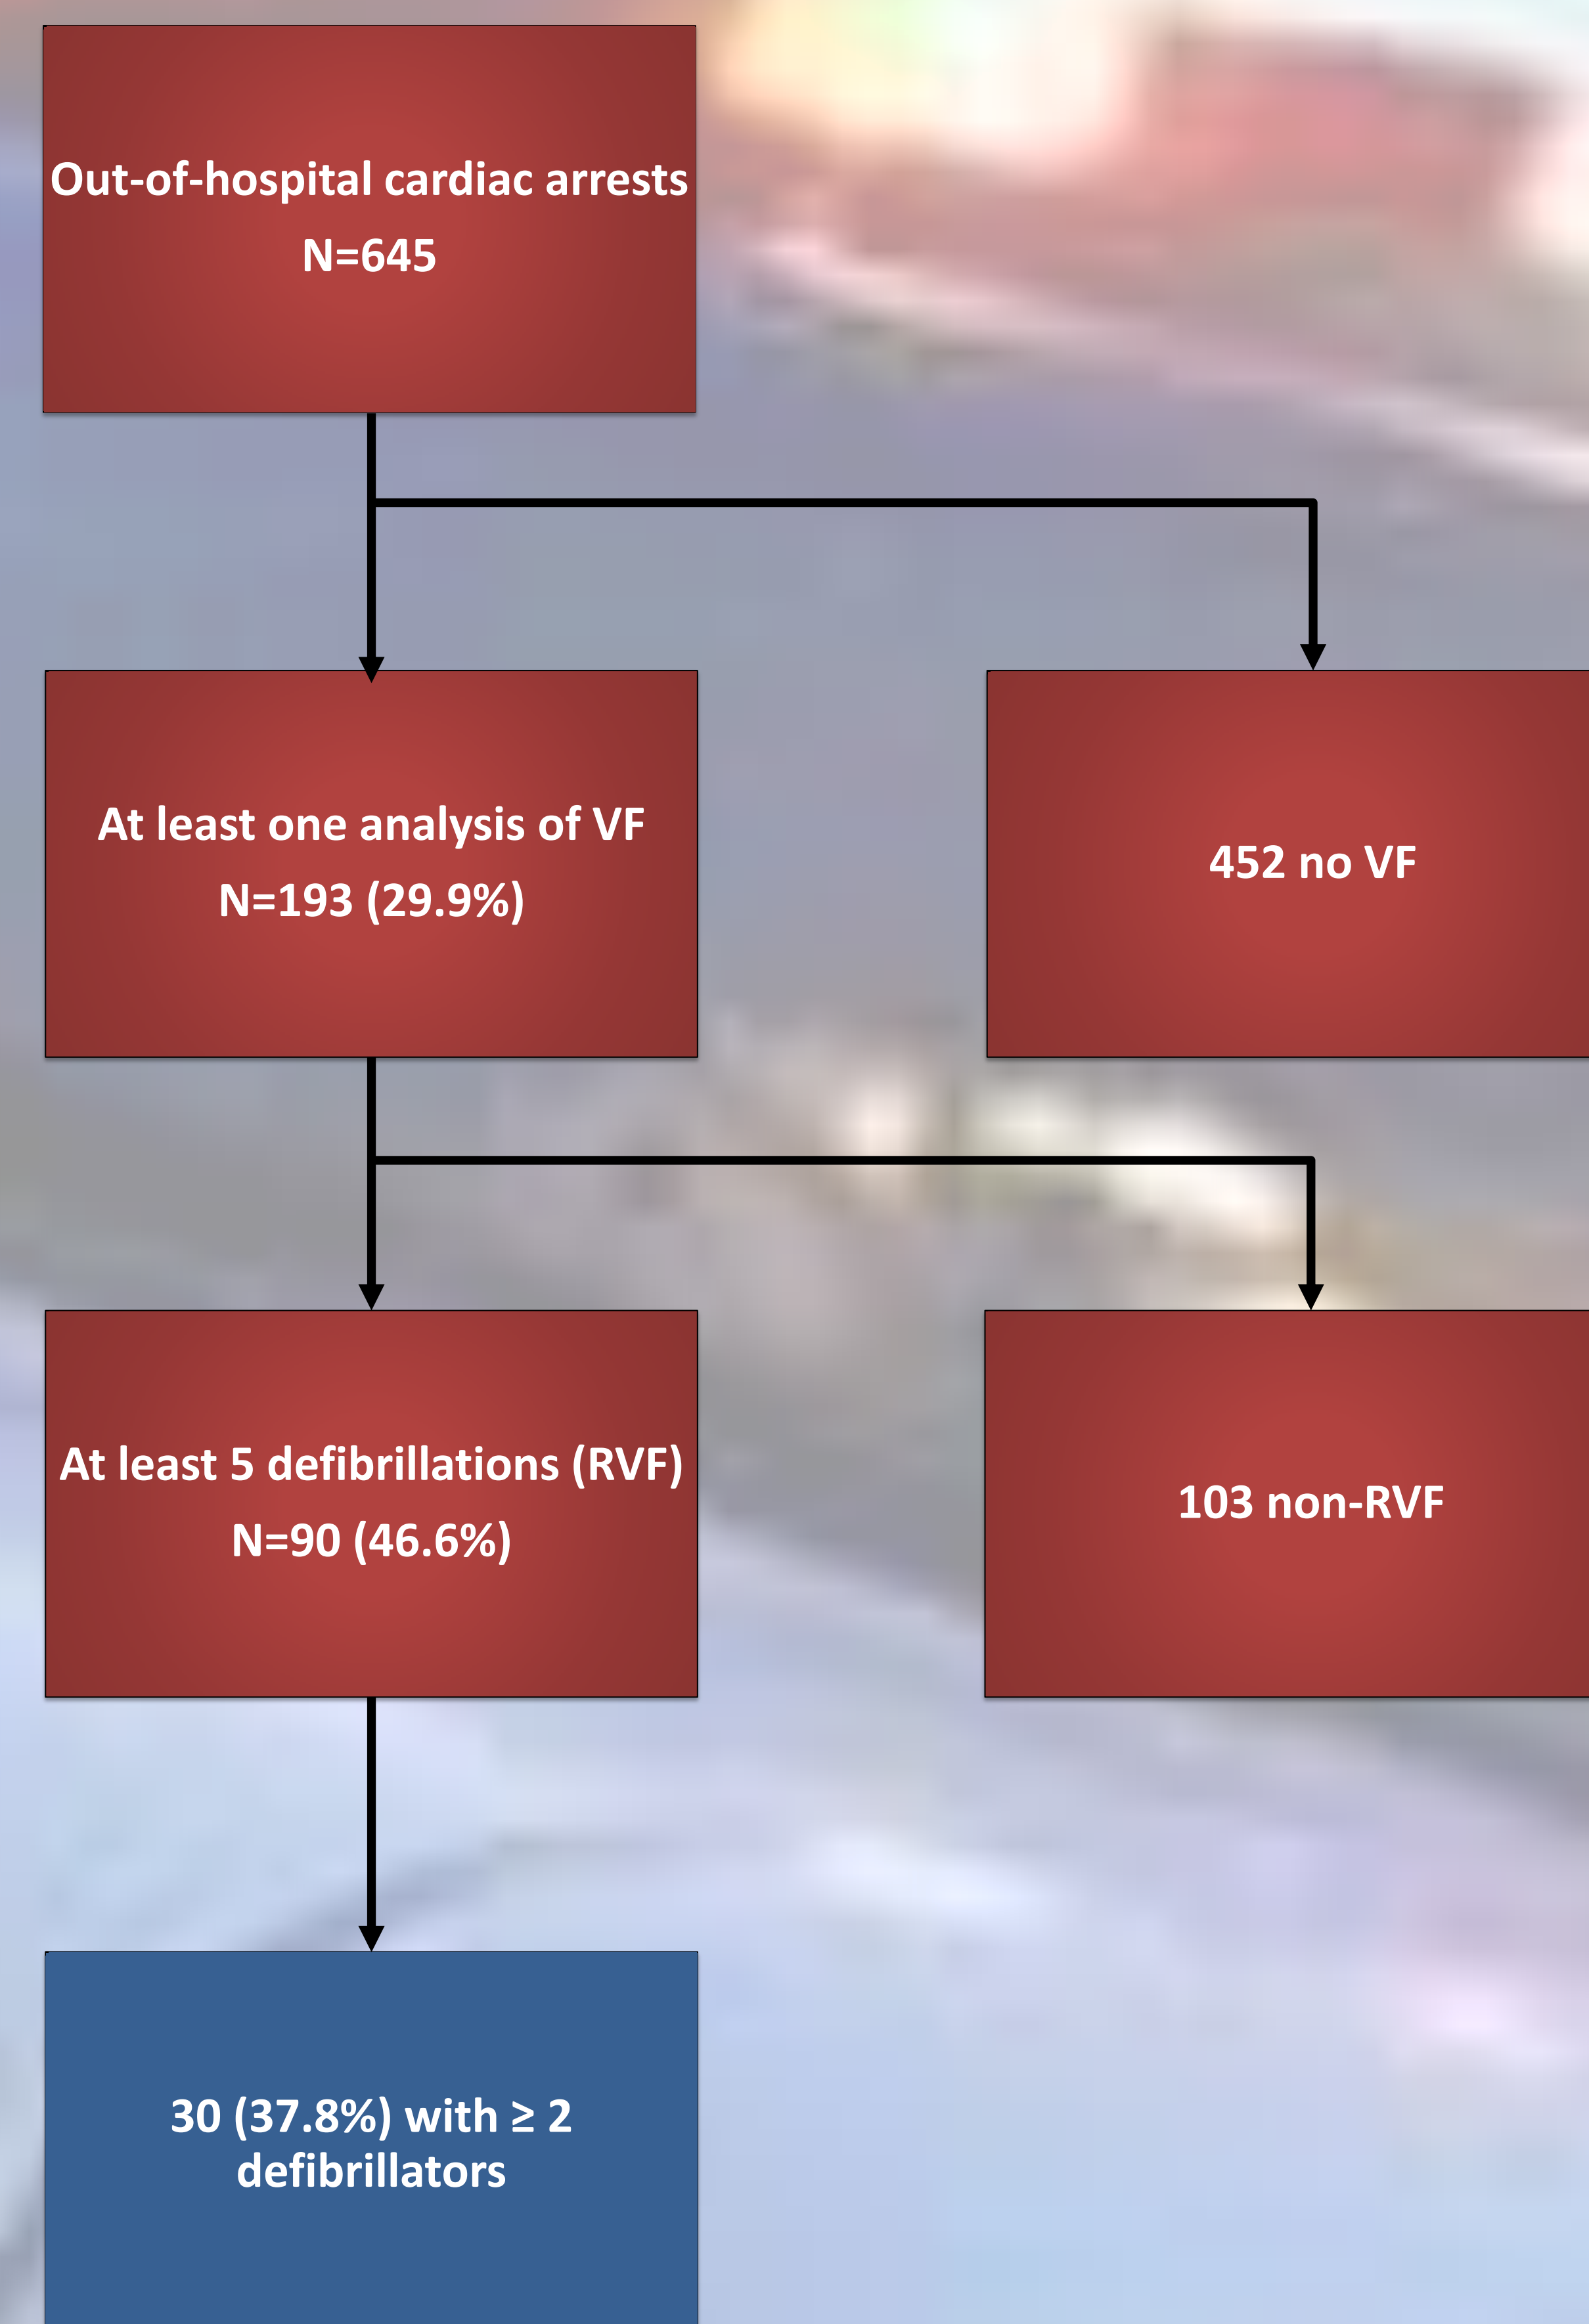 Out-of-hospital cardiac arrests
N=645
At least one analysis of VF
N=193 (29.9%)
452 no VF
At least 5 defibrillations (RVF)
N=90 (46.6%)
103 non-RVF
30 (37.8%) with ≥ 2
defibrillators